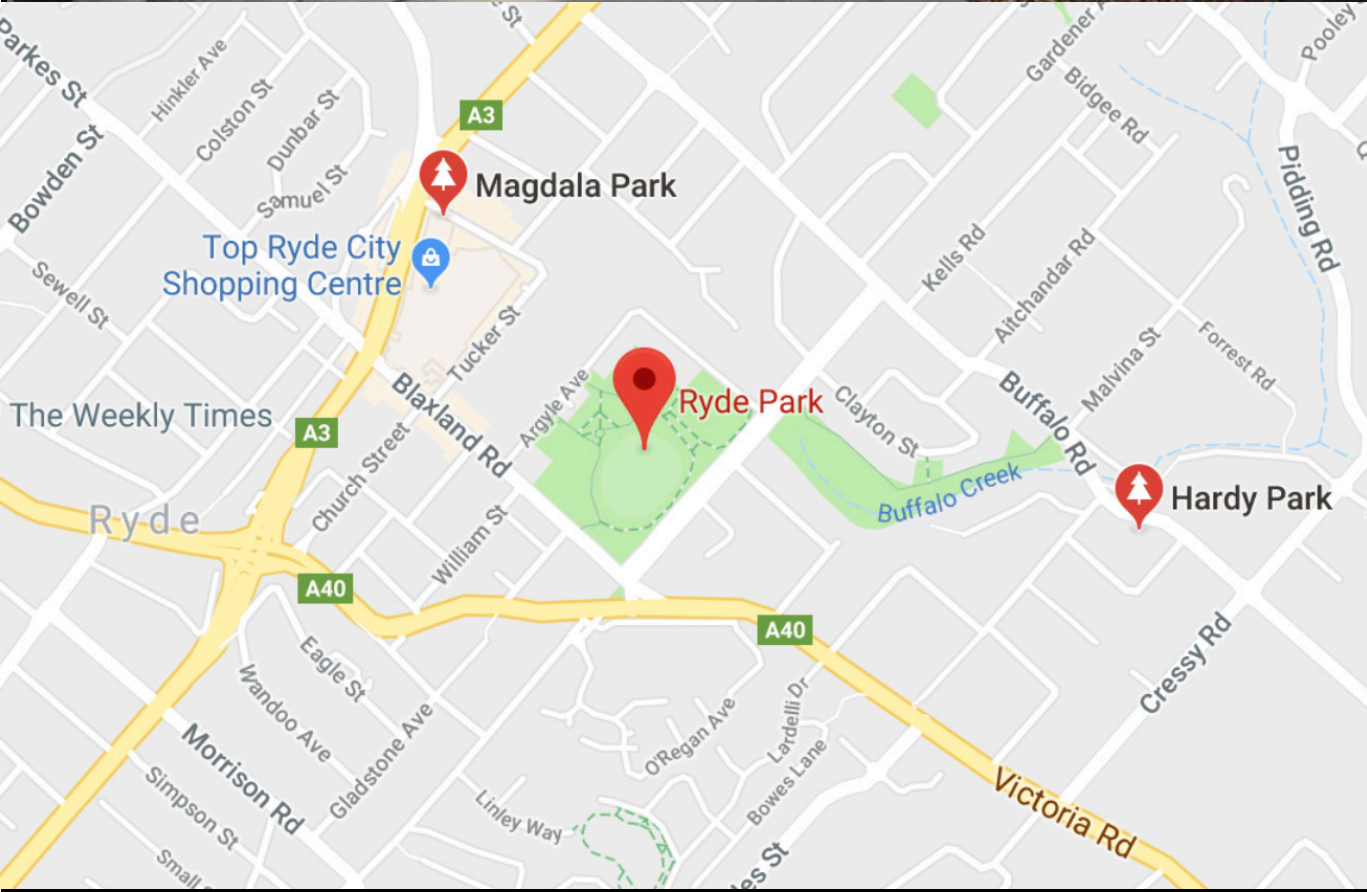 Parkes St
Hinkler Ave
Colston St
Dunbar St
Samuel St
Bowden St
A3
Magdala Park
Gardener
Bidgee Rd
Pooley
Pidding Rd
Top Ryde City
Shopping Centre
Sewell St
Kells Rd
Aitchandar Rd
Tucker St
Malvina St
Forrest Rd
Argyle Ave
Ryde Park
Clayton St
Buffalo Rd
Blaxland Rd
The Weekly Times
A3
Church Street
Buffalo Creek
Hardy Park
Ryde
William St
A40
A40
Eagle St
Wandoo Ave
Gladstone Ave
Cressy Rd
O'Regan Ave
Lardelli Dr
Bowes Lane
Morrison Rd
Simpson St
Linley Way
Victoria Rd
Small
les St